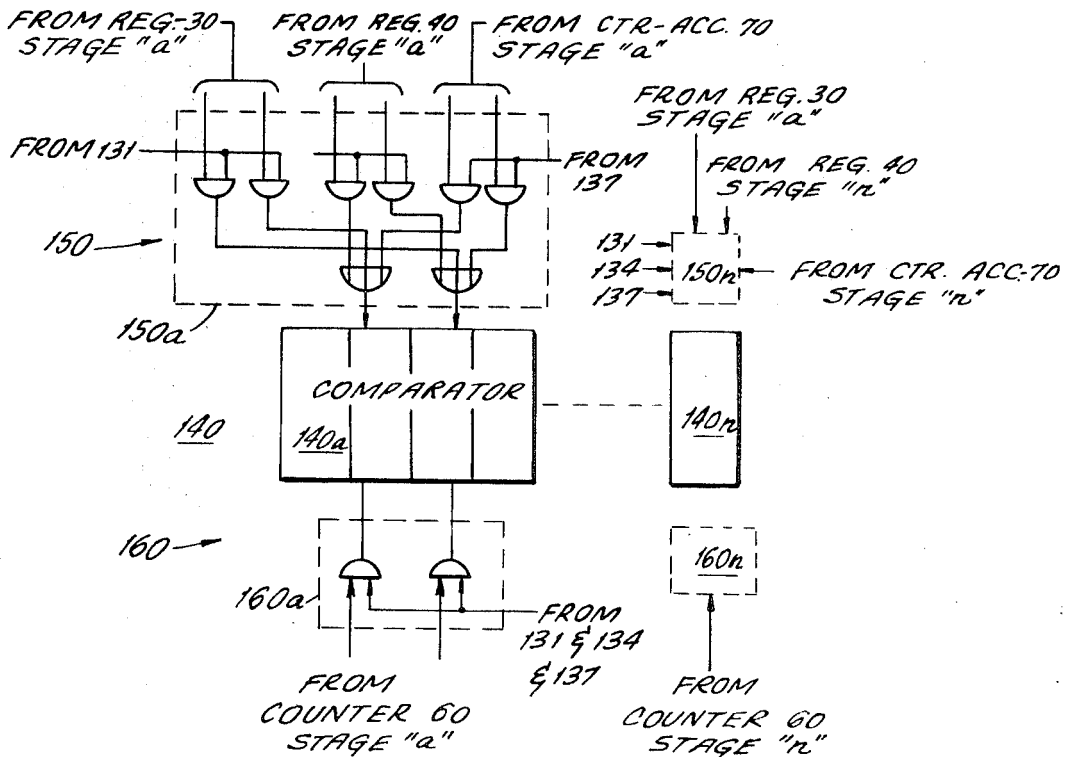 FROM REG-30
STAGE "a"
FROM REG. 40
STAGE "a"
FROM CTR-ACC. 70
STAGE "a"
FROM REG. 30
STAGE "a"
FROM REG. 40
STAGE "n"
FROM 131
FROM
137
150
150a
131
134
137
150n
FROM CTR. ACC-70
STAGE "n"
COMPARATOR
140
140a
140n
160
160a
160n
FROM
131 & 134
& 137
FROM
COUNTER 60
STAGE "a"
FROM
COUNTER 60
STAGE "n"